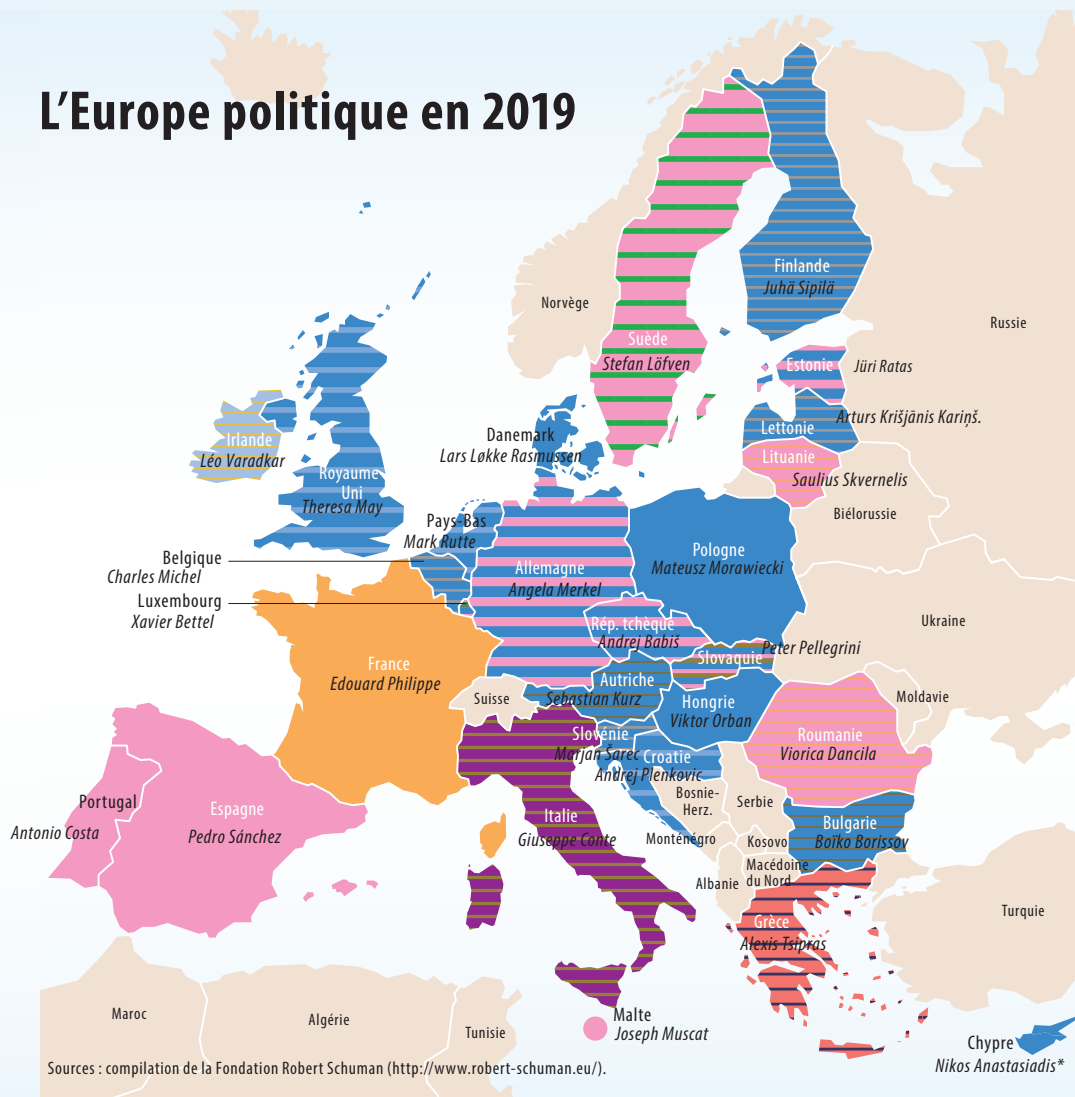 L'Europe politique en 2019
Norvège
Finlande
Juhä Sipilä
Russie
Suède
Stefan Löfven
Estonie
Jüri Ratas
Arturs Krišjānis Kariņš.
Lettonie
Lituanie
Saulius Skvernelis
Biélorussie
Danemark
Lars Løkke Rasmussen
Irlande
Léo Varadkar
Royaume
Uni
Theresa May
Pays-Bas
Mark Rutte
Belgique
Charles Michel
Luxembourg
Xavier Bettel
Allemagne
Angela Merkel
Pologne
Mateusz Morawiecki
Ukraine
Rép. tchèque
Andrej Babiš
Slovaquie
Peter Pellegrini
France
Edouard Philippe
Suisse
Autriche
Sebastian Kurz
Hongrie
Viktor Orban
Moldavie
Roumanie
Viorica Dancila
Slovénie
Marjan Šarec
Croatie
Andrej Plenkovic
Bosnie-
Herz.
Serbie
Monténégro
Kosovo
Bulgarie
Boïko Borissov
Macédoine
du Nord
Albanie
Portugal
Antonio Costa
Espagne
Pedro Sánchez
Italie
Giuseppe Conte
Grèce
Alexis Tsipras
Turquie
Maroc
Algérie
Tunisie
Malte
Joseph Muscat
Chypre
Nikos Anastasiadis*
Sources : compilation de la Fondation Robert Schuman (http://www.robert-schuman.eu/).